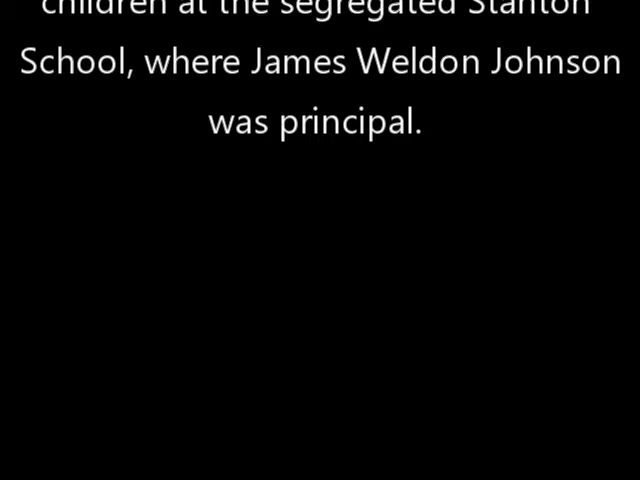 children at the segregated Stanton
School, where James Weldon Johnson
was principal.